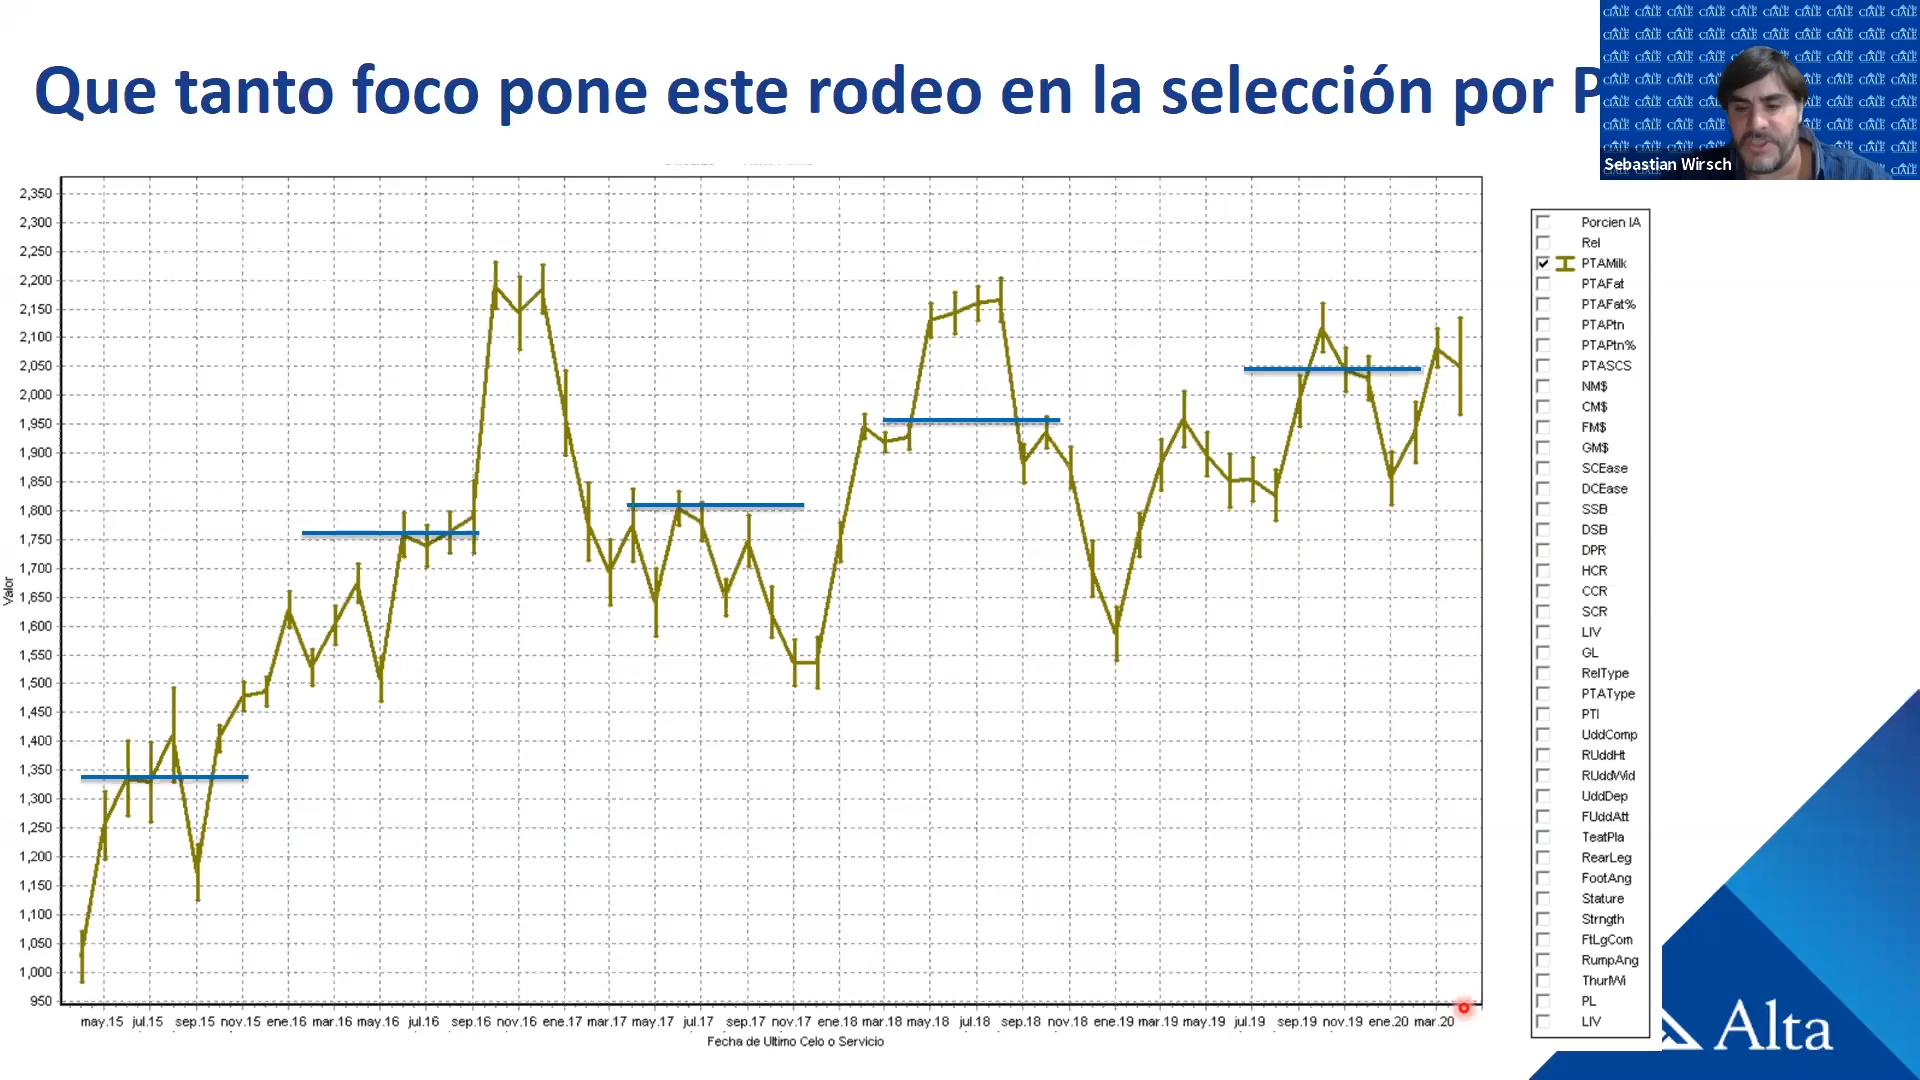 Que tanto foco pone este rodeo en la selección por P
Sebastian Wirsch
2,350
2,300
2,250
2,200
2,150
2,100
2,050
2,000
1,950
1,900
1,850
1,800
1,750
1,700
1,650
1,600
1,550
1,500
1,450
1,400
1,350
1,300
1,250
1,200
1,150
1,100
1,050
1,000
950
Valor
may.15 jul.15 sep.15 nov.15 ene.16 mar.16 may.16 jul.16 sep.16 nov.16 ene.17 mar.17 may.17 jul.17 sep.17 nov.17 ene.18 mar.18 may.18 jul.18 sep.18 nov.18 ene.19 mar.19 may.19 jul.19 sep.19 nov.19 ene.20 mar.20
Fecha de Ultimo Celo o Servicio
Porcien IA
Rel
PTAMilk
PTAFat
PTAFat%
PTAPtn
PTAPtn%
PTASCS
NM$
CM$
FM$
GM$
SCEase
DCEase
SSB
DSB
DPR
HCR
CCR
SCR
LIV
GL
RelType
PTAType
PTI
UddComp
RUddHt
RUddWid
UddDep
FUddAtt
TeatPla
RearLeg
FootAng
Stature
Strngth
FtLgCom
RumpAng
ThurlWi
PL
LIV
Alta